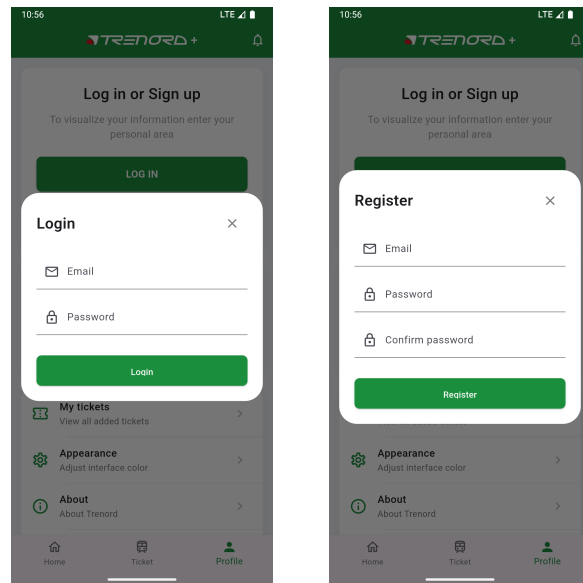 10:56
LTE
TRENORD+
Log in or Sign up
To visualize your information enter your
personal area
LOG IN
Login
Email
Password
Login
My tickets
View all added tickets
Appearance
Adjust interface color
About
About Trenord
Home
Ticket
Profile
10:56
LTE
TRENORD+
Log in or Sign up
To visualize your information enter your
personal area
Register
Email
Password
Confirm password
Register
Appearance
Adjust interface color
About
About Trenord
Home
Ticket
Profile